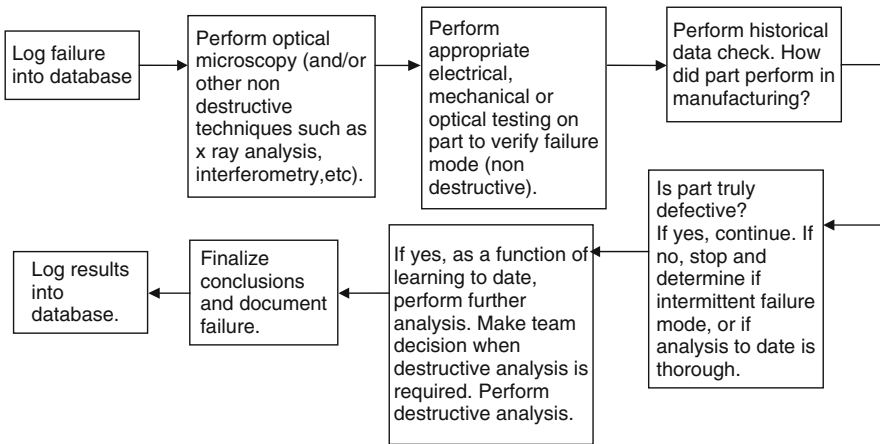 Log failure
into database
Perform optical
microscopy (and/or
other non
destructive
techniques such as
x ray analysis,
interferometry,etc).
Perform
appropriate
electrical,
mechanical or
optical testing on
part to verify failure
mode (non
destructive).
Perform historical
data check. How
did part perform in
manufacturing?
Is part truly
defective?
If yes, continue. If
no, stop and
determine if
intermittent failure
mode, or if
analysis to date is
thorough.
If yes, as a function of
learning to date,
perform further
analysis. Make team
decision when
destructive analysis is
required. Perform
destructive analysis.
Finalize
conclusions
and document
failure.
Log results
into
database.